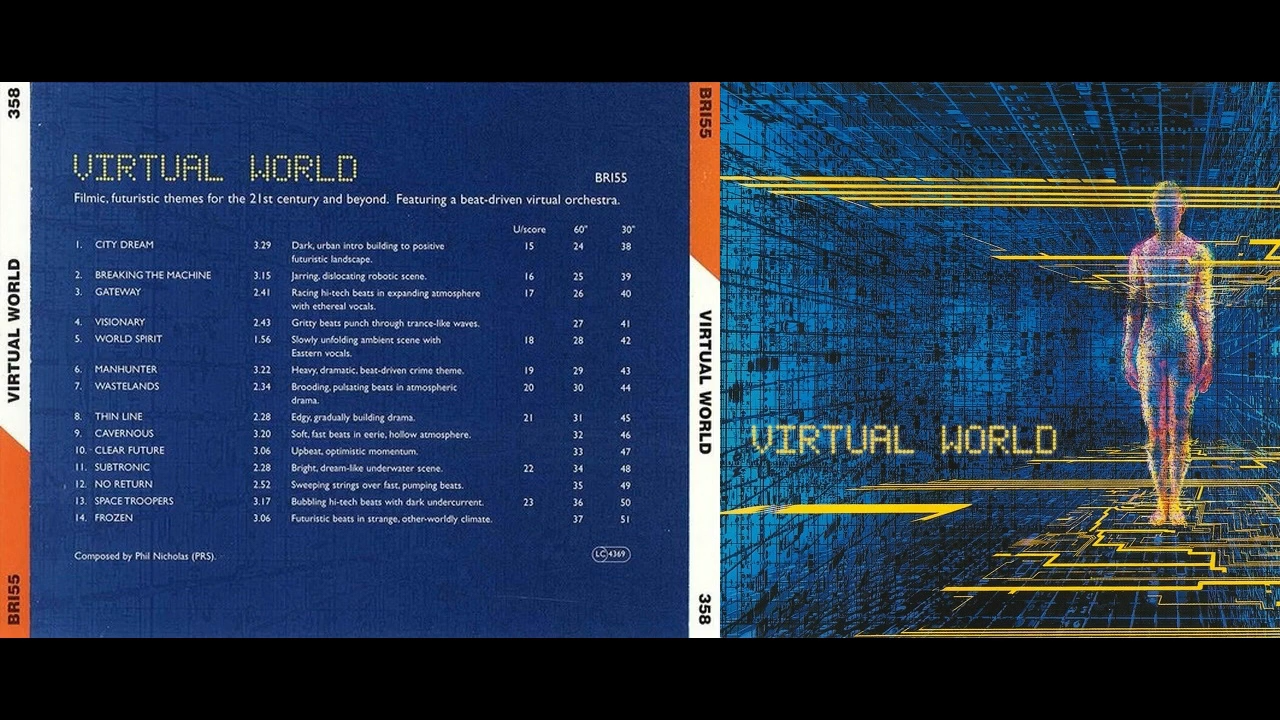 358
VIRTUAL WORLD
BRI55
VIRTUAL WORLD
BRI55
Filmic, futuristic themes for the 21st century and beyond. Featuring a beat-driven virtual orchestra.
U/score 60" 30"
1. CITY DREAM 3.29 Dark, urban intro building to positive 15 24 38
futuristic landscape.
2. BREAKING THE MACHINE 3.15 Jarring, dislocating robotic scene. 16 25 39
3. GATEWAY 2.41 Racing hi-tech beats in expanding atmosphere 17 26 40
with ethereal vocals.
4. VISIONARY 2.43 Gritty beats punch through trance-like waves. 27 41
5. WORLD SPIRIT 1.56 Slowly unfolding ambient scene with 18 28 42
Eastern vocals.
6. MANHUNTER 3.22 Heavy, dramatic, beat-driven crime theme. 19 29 43
7. WASTELANDS 2.34 Brooding, pulsating beats in atmospheric 20 30 44
drama.
8. THIN LINE 2.28 Edgy, gradually building drama. 21 31 45
9. CAVERNOUS 3.20 Soft, fast beats in eerie, hollow atmosphere. 32 46
10. CLEAR FUTURE 3.06 Upbeat, optimistic momentum. 33 47
11. SUBTRONIC 2.28 Bright, dream-like underwater scene. 22 34 48
12. NO RETURN 2.52 Sweeping strings over fast, pumping beats. 35 49
13. SPACE TROOPERS 3.17 Bubbling hi-tech beats with dark undercurrent. 23 36 50
14. FROZEN 3.06 Futuristic beats in strange, other-worldly climate. 37 51
Composed by Phil Nicholas (PRS).
LC 4369
BRI55
VIRTUAL WORLD
358
VIRTUAL WORLD